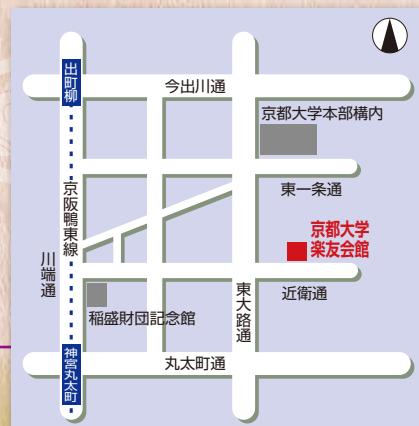 出町柳
今出川通
京都大学本部構内
京阪鴨東線
東一条通
京都大学
楽友会館
川端通
東大路通
近衛通
稲盛財団記念館
神宮丸太町
丸太町通